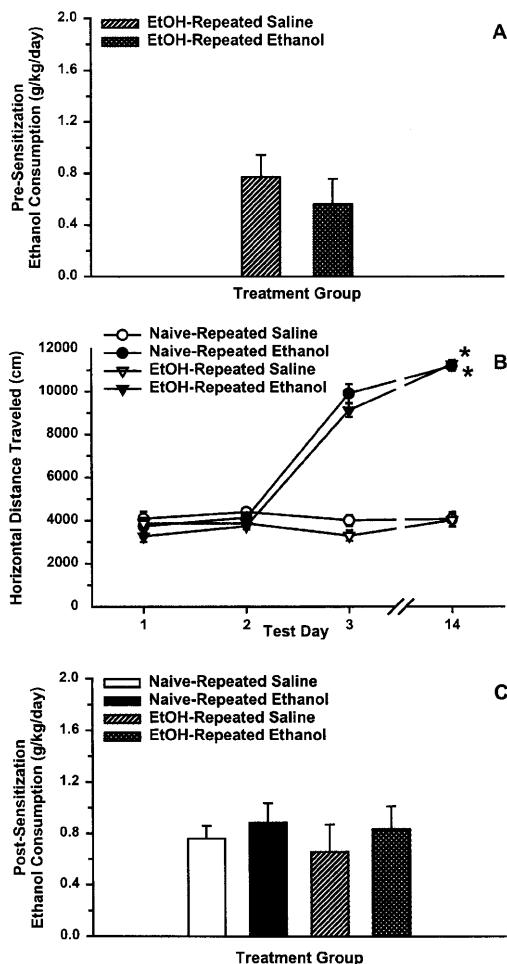 EtOH-Repeated Saline
EtOH-Repeated Ethanol
A
Pre-Sensitization
Ethanol Consumption (g/kg/day)
2.0
1.6
1.2
0.8
0.4
0.0
Treatment Group
Naive-Repeated Saline
Naive-Repeated Ethanol
EtOH-Repeated Saline
EtOH-Repeated Ethanol
B
Horizontal Distance Traveled (cm)
12000
10000
8000
6000
4000
2000
0
*
*
1
2
3
14
Test Day
Naive-Repeated Saline
Naive-Repeated Ethanol
EtOH-Repeated Saline
EtOH-Repeated Ethanol
C
Post-Sensitization
Ethanol Consumption (g/kg/day)
2.0
1.6
1.2
0.8
0.4
0.0
Treatment Group